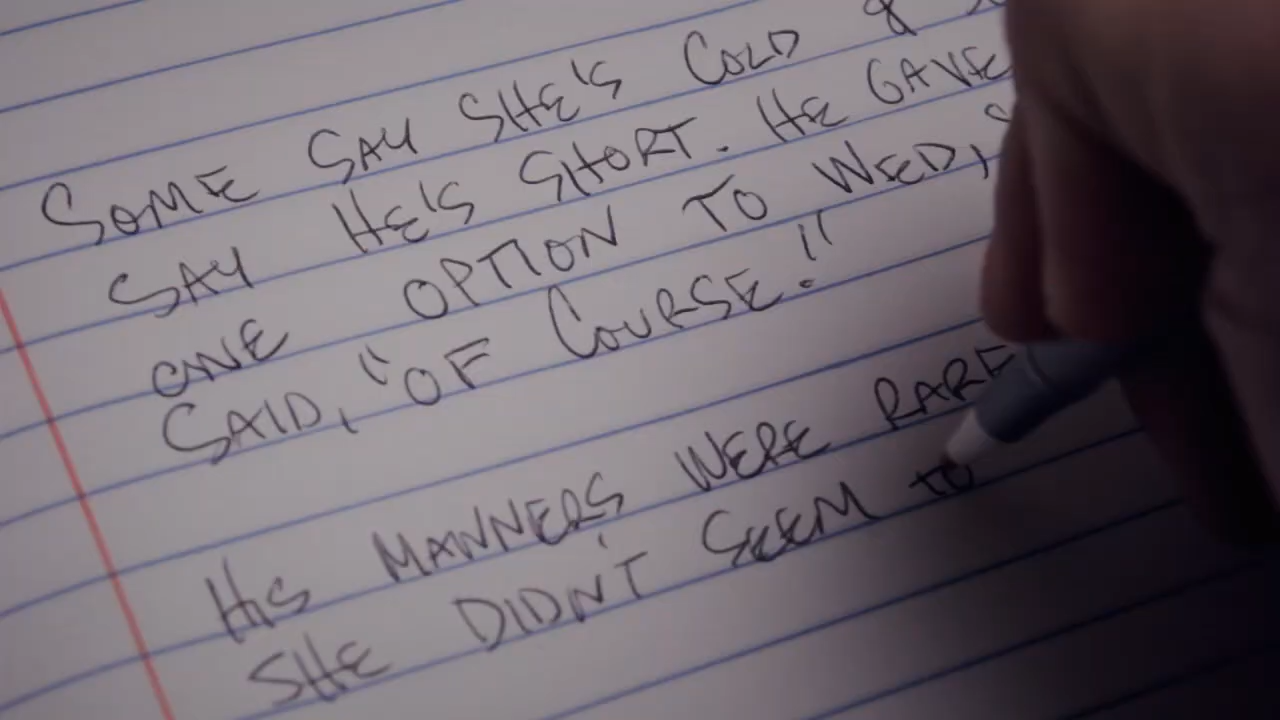 SOME SAY SHE'S COLD &
SAY HE'S SHORT. HE GAVE
ONE OPTION TO WED, &
SAID, "OF COURSE!"
HIS MANNERS WERE RARE
SHE DIDN'T SEEM TO